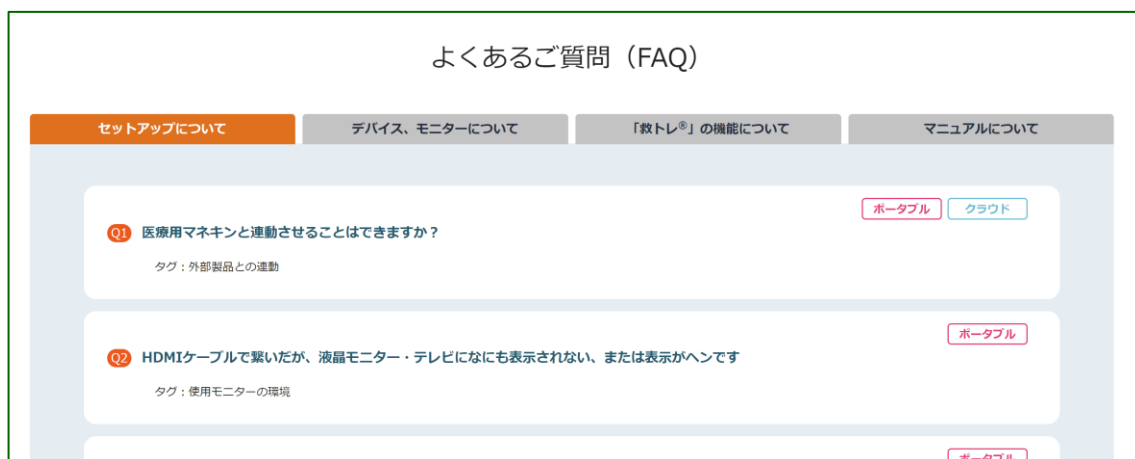 よくあるご質問（FAQ）
セットアップについて
デバイス、モニターについて
「救トレ®」の機能について
マニュアルについて
ポータブル クラウド
Q1 医療用マネキンと連動させることはできますか？
タグ：外部製品との連動
ポータブル
Q2 HDMIケーブルで繋いだが、液晶モニター・テレビになにも表示されない、または表示がヘンです
タグ：使用モニターの環境
ポータブル